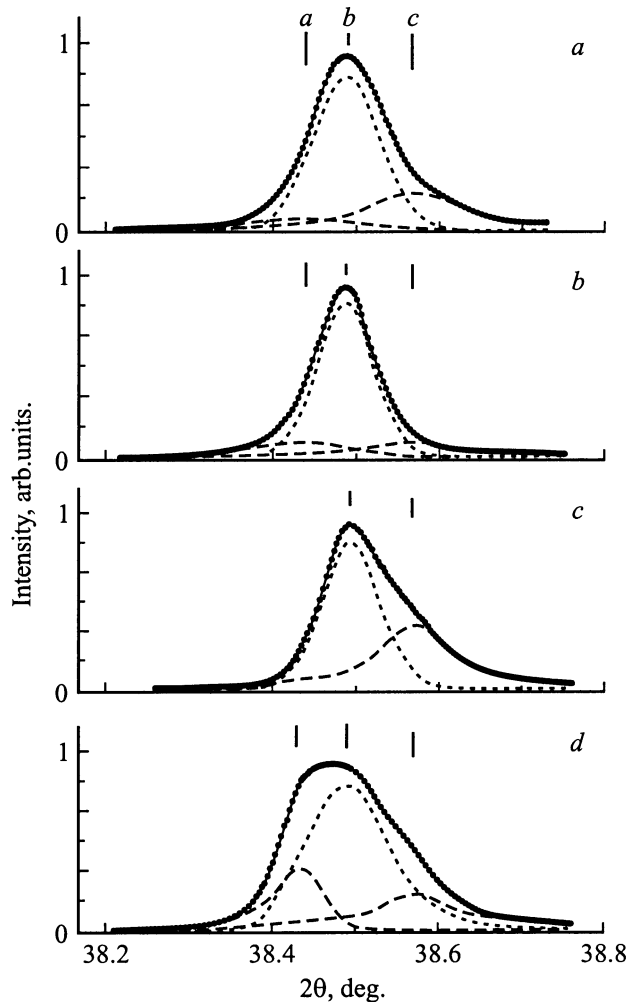 a b c
1
a
0
1
b
0
1
c
0
1
d
0
38.2 38.4 38.6 38.8
2θ, deg.
Intensity, arb.units.